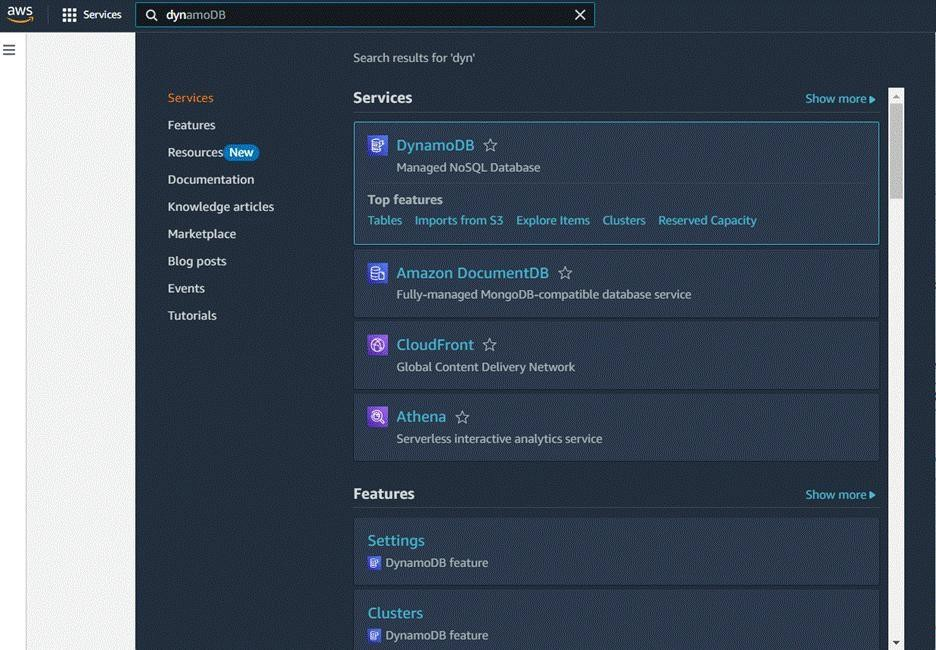 aws
Services
dynamoDB
Search results for 'dyn'
Services
Features
Resources New
Documentation
Knowledge articles
Marketplace
Blog posts
Events
Tutorials
Services
Show more
DynamoDB
Managed NoSQL Database
Top features
Tables Imports from S3 Explore Items Clusters Reserved Capacity
Amazon DocumentDB
Fully-managed MongoDB-compatible database service
CloudFront
Global Content Delivery Network
Athena
Serverless interactive analytics service
Features
Show more
Settings
DynamoDB feature
Clusters
DynamoDB feature